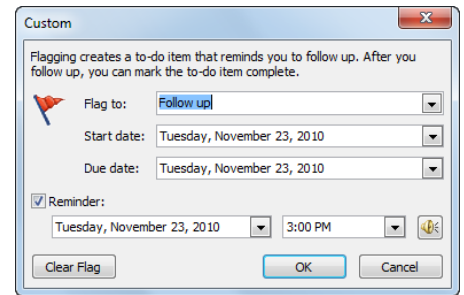 Custom
Flagging creates a to-do item that reminds you to follow up. After you
follow up, you can mark the to-do item complete.
Flag to: Follow up
Start date: Tuesday, November 23, 2010
Due date: Tuesday, November 23, 2010
Reminder:
Tuesday, November 23, 2010 3:00 PM
Clear Flag OK Cancel